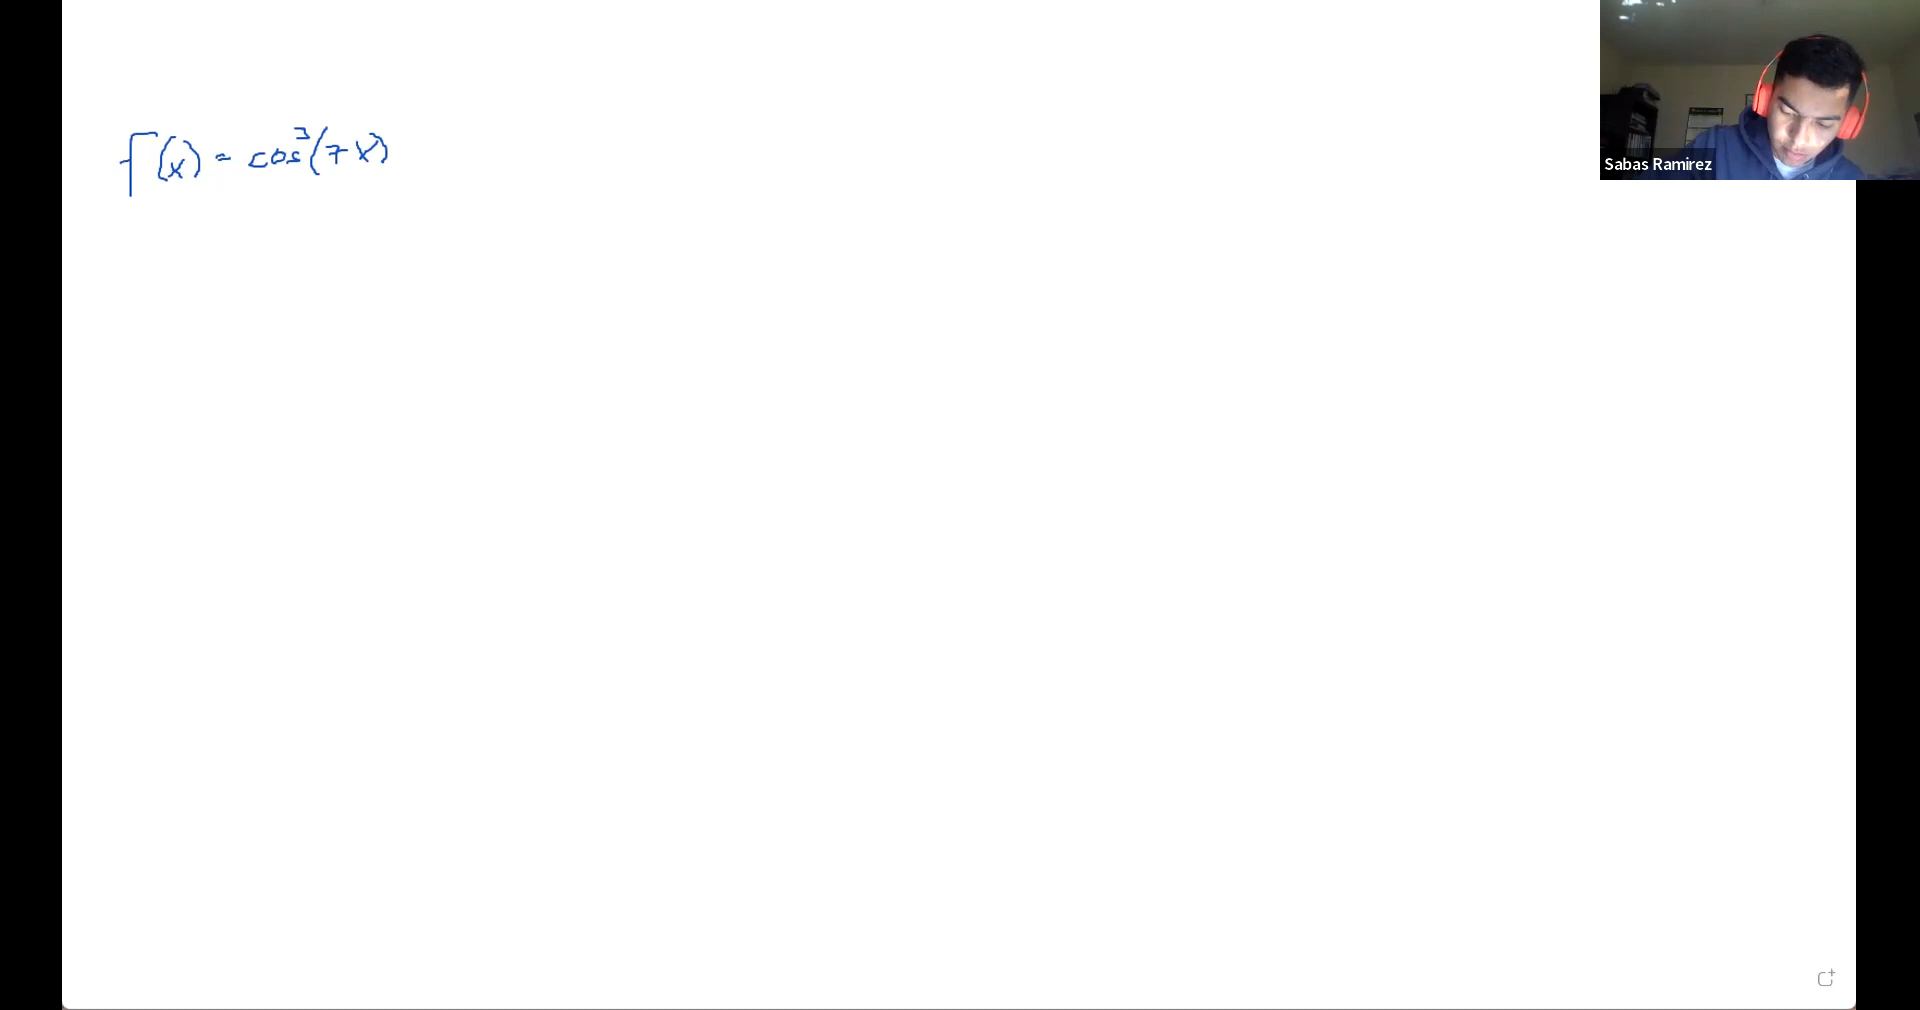 f(x) = cos³(7x)
Sabas Ramirez